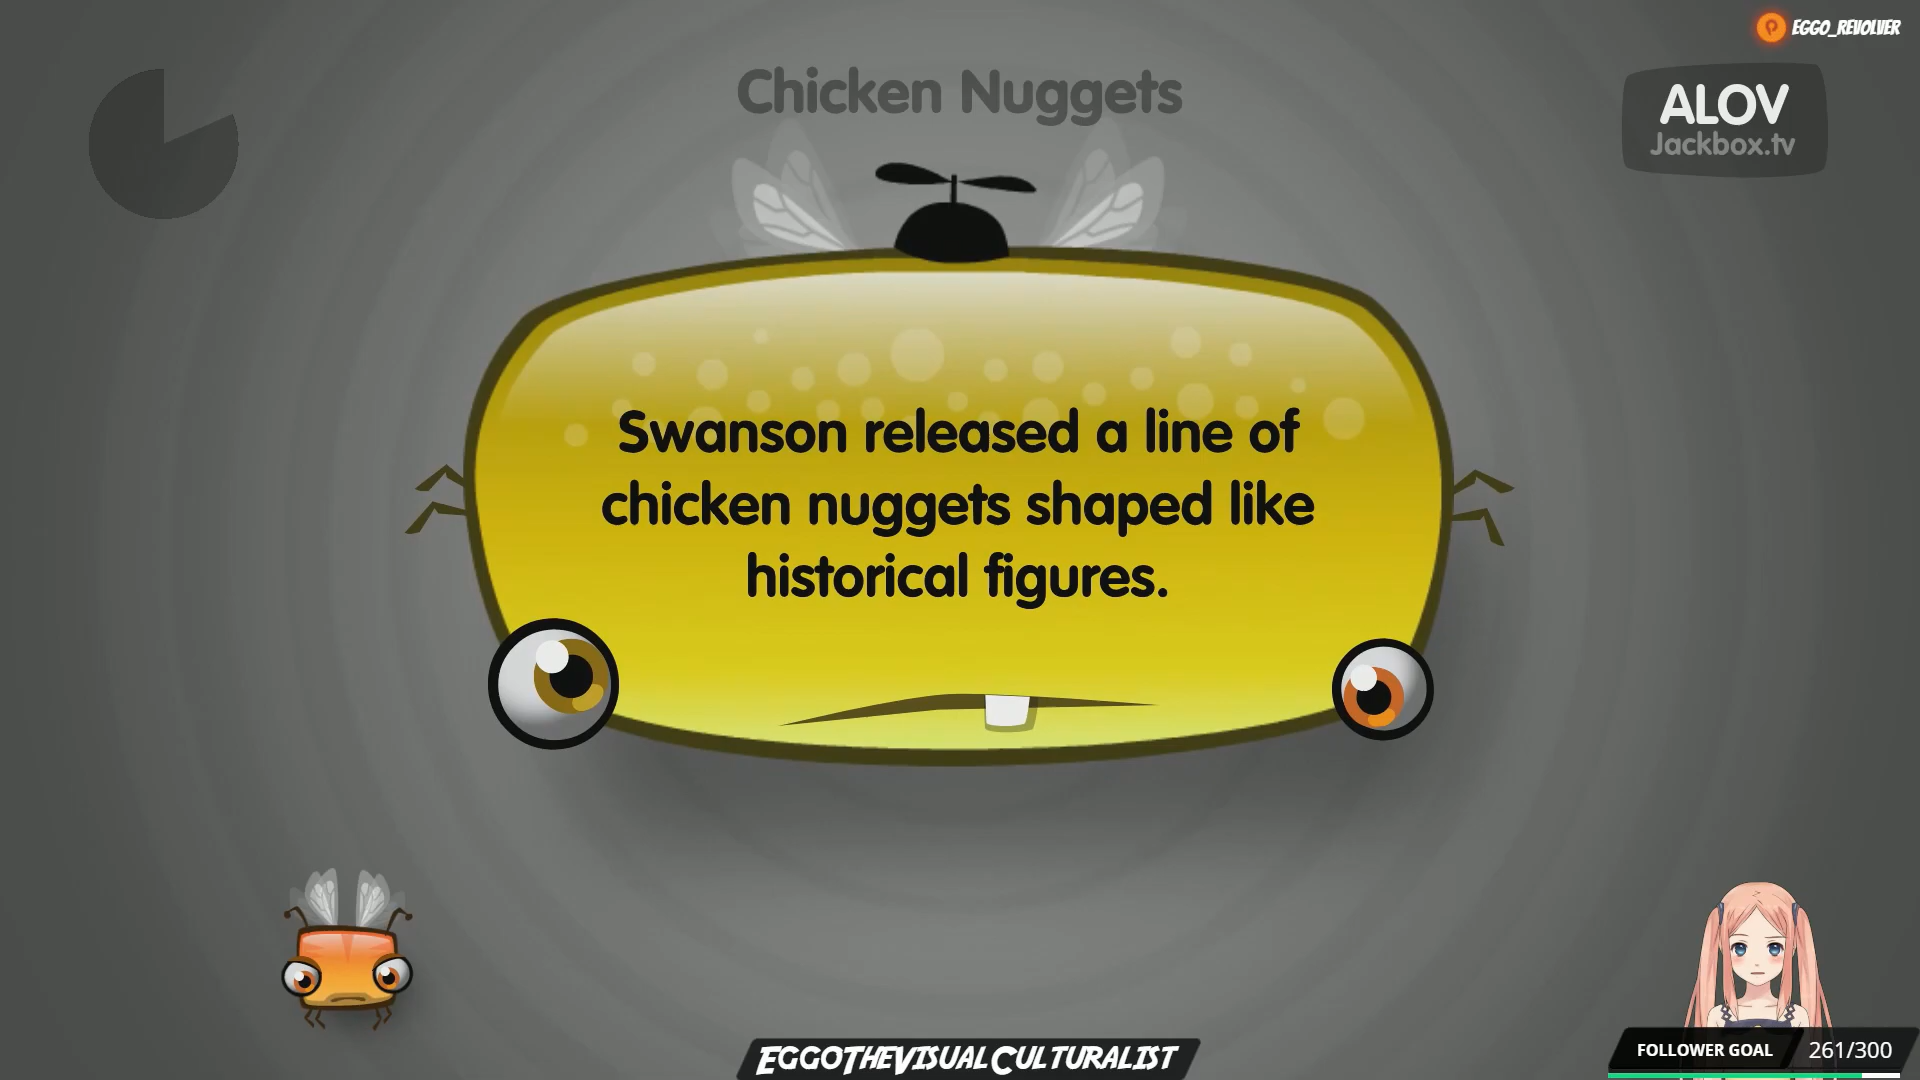 EGGO_REVOLVER
Chicken Nuggets
ALOV
Jackbox.tv
Swanson released a line of
chicken nuggets shaped like
historical figures.
EGGOTHEVISUALCULTURALIST
FOLLOWER GOAL 261/300